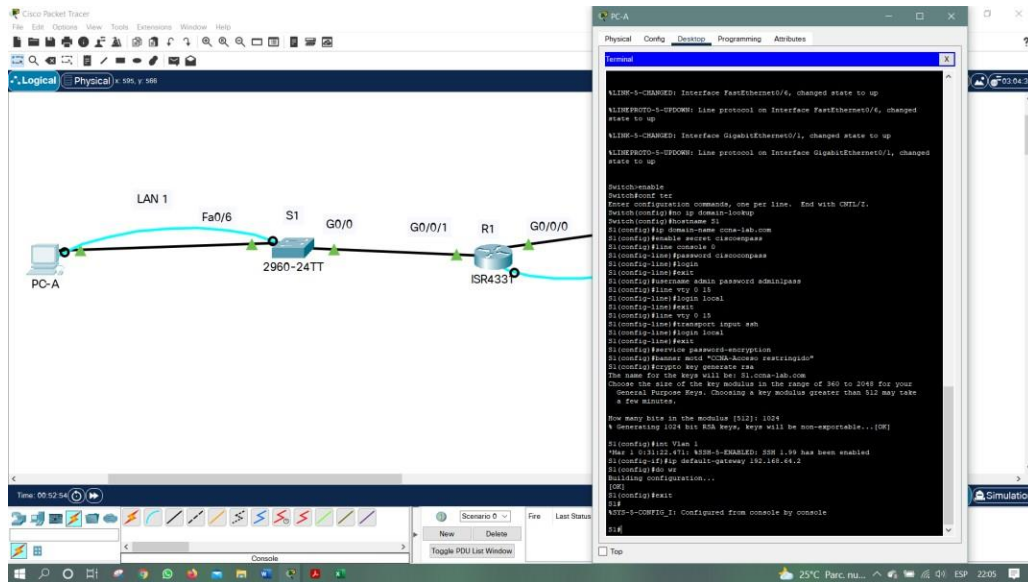 Cisco Packet Tracer
File Edit Options View Tools Extensions Window Help
Logical Physical x: 595, y: 566
LAN 1
Fa0/6
S1
G0/0
G0/0/1
R1
G0/0/0
PC-A
2960-24TT
ISR4331
Time: 00:52:54
Console
Scenario 0
New Delete
Toggle PDU List Window
Fire Last Status
Simulatio
PC-A
Physical Config Desktop Programming Attributes
Terminal
X
%LINK-5-CHANGED: Interface FastEthernet0/6, changed state to up
%LINEPROTO-5-UPDOWN: Line protocol on Interface FastEthernet0/6, changed
state to up
%LINK-5-CHANGED: Interface GigabitEthernet0/1, changed state to up
%LINEPROTO-5-UPDOWN: Line protocol on Interface GigabitEthernet0/1, changed
state to up
Switch>enable
Switch#conf ter
Enter configuration commands, one per line. End with CNTL/Z.
Switch(config)#no ip domain-lookup
Switch(config)#hostname S1
S1(config)#ip domain-name ccna-lab.com
S1(config)#enable secret ciscoenpass
S1(config)#line console 0
S1(config-line)#password ciscoconpass
S1(config-line)#login
S1(config-line)#exit
S1(config)#username admin password admin1pass
S1(config)#line vty 0 15
S1(config-line)#login local
S1(config-line)#exit
S1(config)#line vty 0 15
S1(config-line)#transport input ssh
S1(config-line)#login local
S1(config-line)#exit
S1(config)#service password-encryption
S1(config)#banner motd "CCNA-Acceso restringido"
S1(config)#crypto key generate rsa
The name for the keys will be: S1.ccna-lab.com
Choose the size of the key modulus in the range of 360 to 2048 for your
General Purpose Keys. Choosing a key modulus greater than 512 may take
a few minutes.
How many bits in the modulus [512]: 1024
% Generating 1024 bit RSA keys, keys will be non-exportable...[OK]
S1(config)#int Vlan 1
*Mar 1 0:31:22.471: %SSH-5-ENABLED: SSH 1.99 has been enabled
S1(config-if)#ip default-gateway 192.168.64.2
S1(config)#do wr
Building configuration...
[OK]
S1(config)#exit
S1#
%SYS-5-CONFIG_I: Configured from console by console
S1#
Top
25°C Parc. nu... ESP 22:05